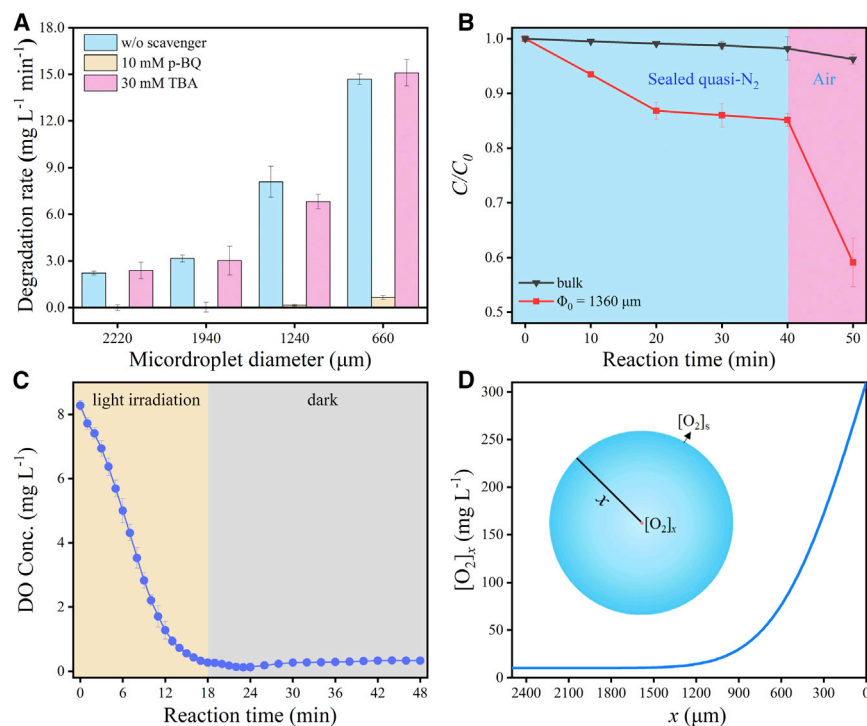 A
Degradation rate (mg L⁻¹ min⁻¹)
18.0
15.0
12.0
9.0
6.0
3.0
0.0
w/o scavenger
10 mM p-BQ
30 mM TBA
2220
1940
1240
660
Micordroplet diameter (μm)
B
C/C₀
1.0
0.9
0.8
0.7
0.6
0.5
Sealed quasi-N₂
Air
bulk
Φ₀ = 1360 μm
0
10
20
30
40
50
Reaction time (min)
C
DO Conc. (mg L⁻¹)
8
6
4
2
0
light irradiation
dark
0
6
12
18
24
30
36
42
48
Reaction time (min)
D
[O₂]ₓ (mg L⁻¹)
300
250
200
150
100
50
0
[O₂]ₛ
x
[O₂]ₓ
2400
2100
1800
1500
1200
900
600
300
0
x (μm)